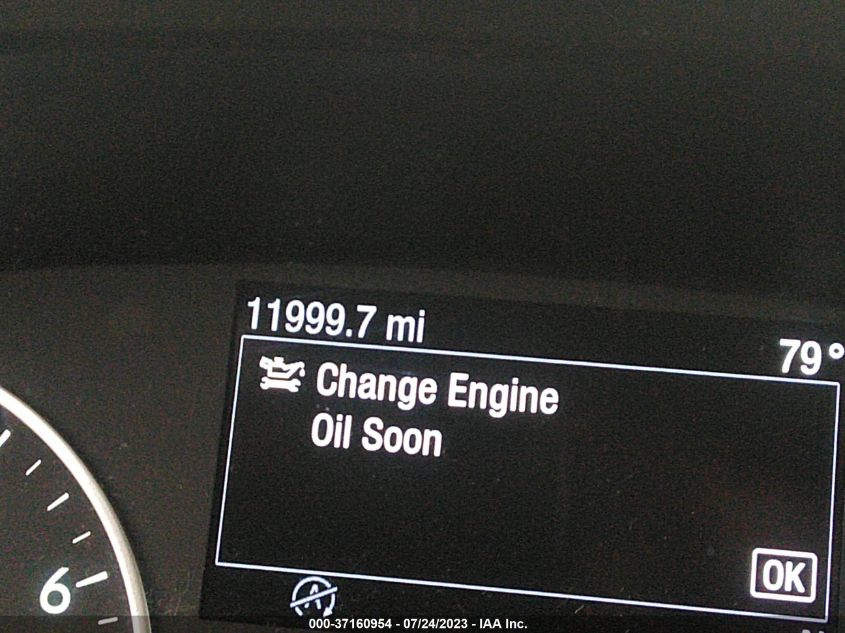 11999.7 mi
79°
Change Engine
Oil Soon
OK
A
6
000-37160954 - 07/24/2023 - IAA Inc.